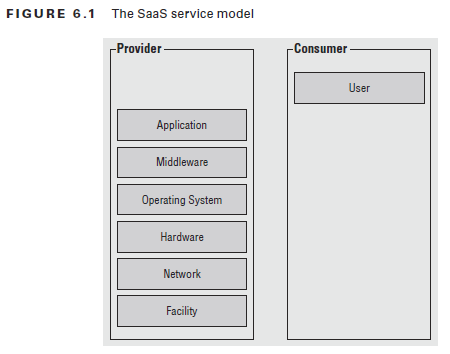 FIGURE 6.1 The SaaS service model
Provider
Consumer
User
Application
Middleware
Operating System
Hardware
Network
Facility